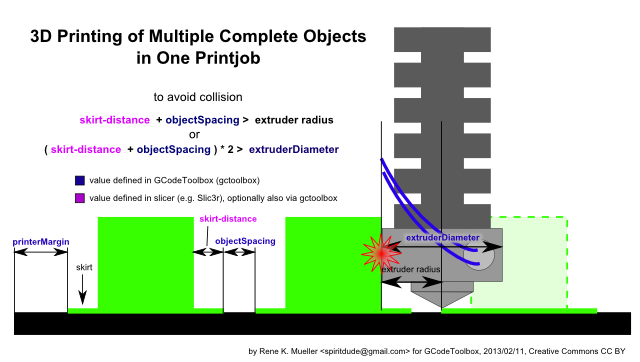 3D Printing of Multiple Complete Objects
in One Printjob
to avoid collision
skirt-distance + objectSpacing > extruder radius
or
( skirt-distance + objectSpacing ) * 2 > extruderDiameter
value defined in GCodeToolbox (gctoolbox)
value defined in slicer (e.g. Slic3r), optionally also via gctoolbox
skirt-distance
printerMargin
objectSpacing
extruderDiameter
skirt
extruder radius
by Rene K. Mueller <spiritdude@gmail.com> for GCodeToolbox, 2013/02/11, Creative Commons CC BY